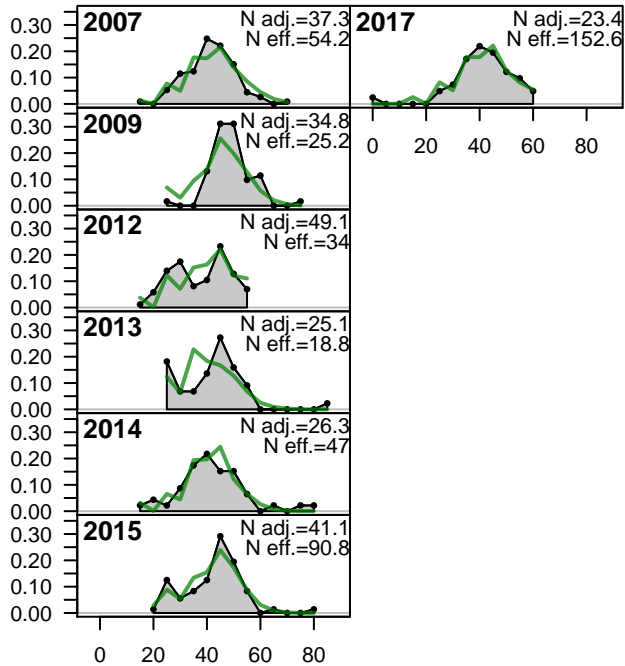 2007
N adj.=37.3
N eff.=54.2
0.30
0.20
0.10
0.00
2009
N adj.=34.8
N eff.=25.2
0.30
0.20
0.10
0.00
2012
N adj.=49.1
N eff.=34
0.30
0.20
0.10
0.00
2013
N adj.=25.1
N eff.=18.8
0.30
0.20
0.10
0.00
2014
N adj.=26.3
N eff.=47
0.30
0.20
0.10
0.00
2015
N adj.=41.1
N eff.=90.8
0.30
0.20
0.10
0.00
0 20 40 60 80
2017
N adj.=23.4
N eff.=152.6
0 20 40 60 80